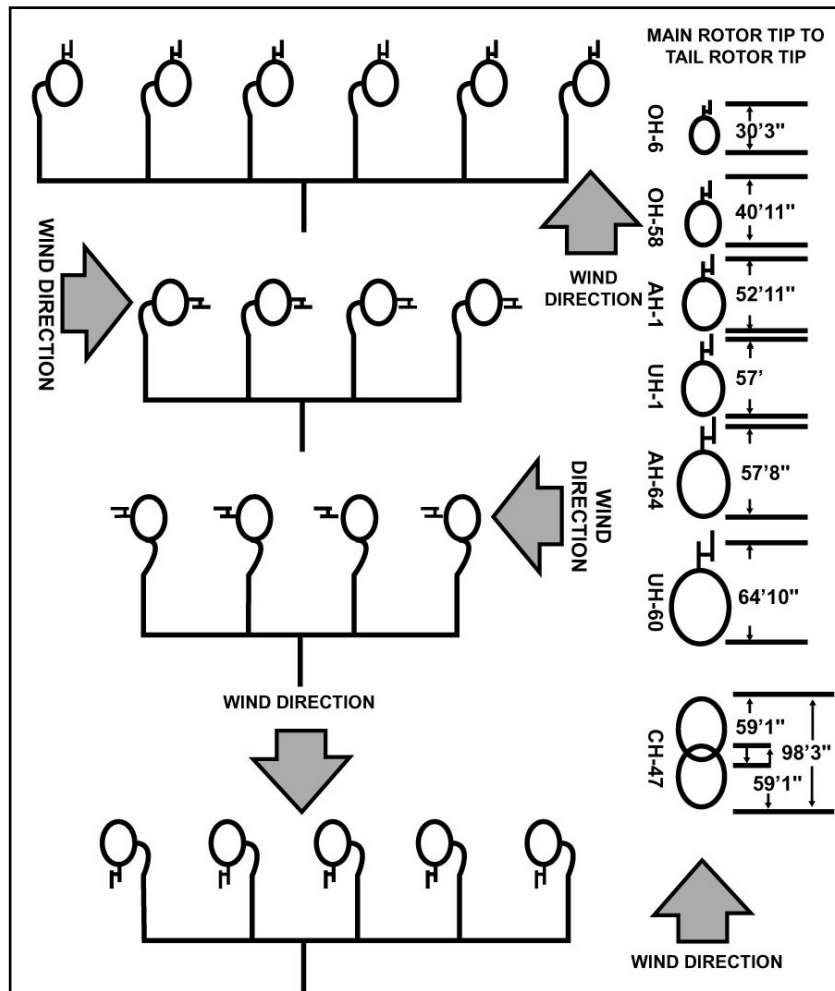 MAIN ROTOR TIP TO
TAIL ROTOR TIP
OH-6
30'3"
OH-58
40'11"
WIND DIRECTION
WIND
DIRECTION
AH-1
52'11"
UH-1
57'
AH-64
57'8"
WIND
DIRECTION
UH-60
64'10"
WIND DIRECTION
CH-47
59'1"
98'3"
59'1"
WIND DIRECTION